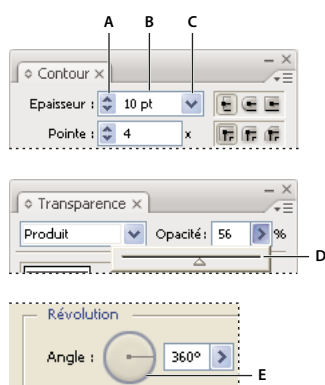 A B C
Contour
Epaisseur : 10 pt
Pointe : 4 x
Transparence
Produit Opacité : 56 %
D
Révolution
Angle : 360°
E